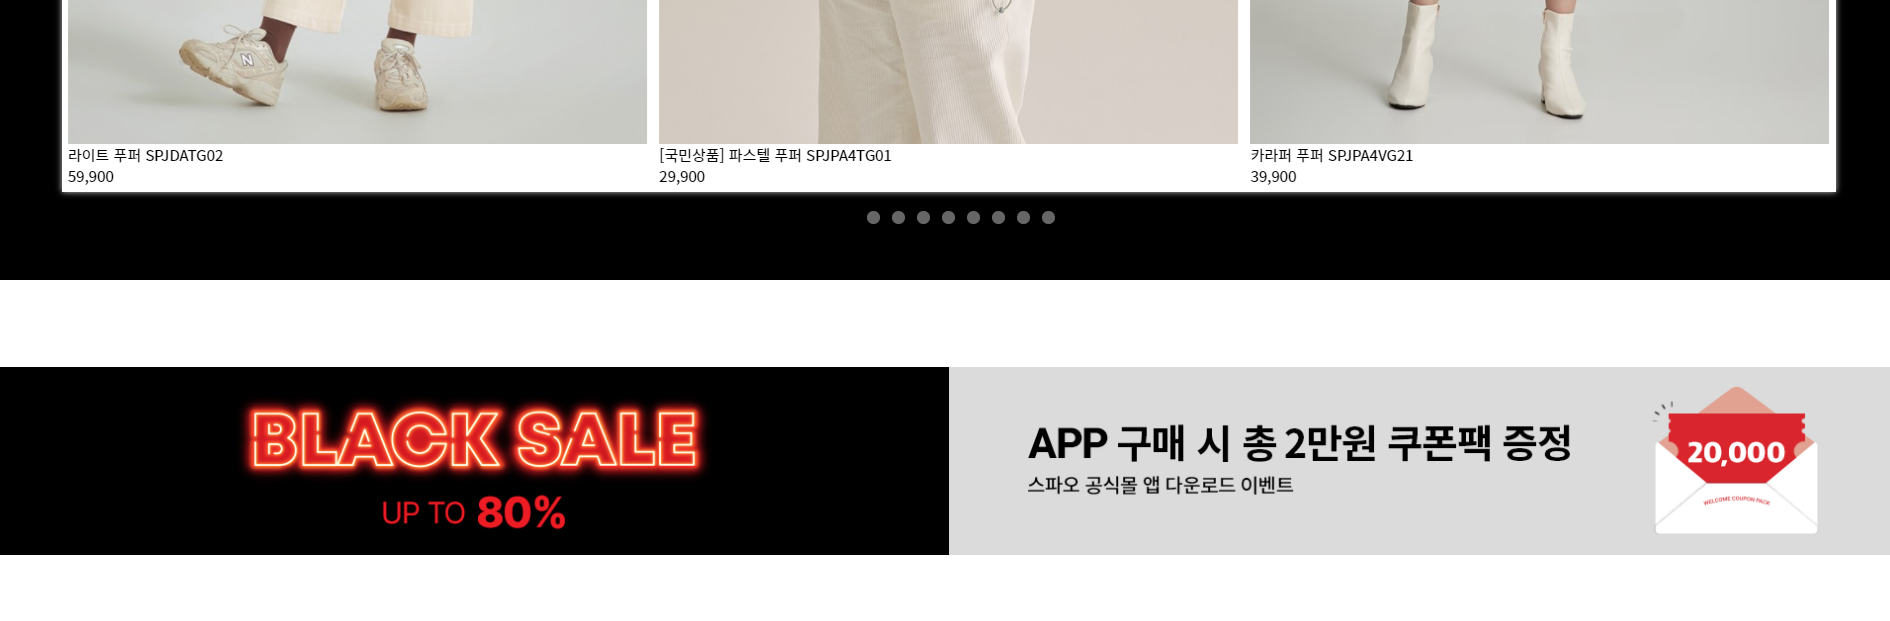 N
라이트 푸퍼 SPJDATG02
59,900
[국민상품] 파스텔 푸퍼 SPJPA4TG01
29,900
카라퍼 푸퍼 SPJPA4VG21
39,900
BLACK SALE
UP TO 80%
APP 구매 시 총 2만원 쿠폰팩 증정
스파오 공식몰 앱 다운로드 이벤트
20,000
WELCOME COUPON PACK